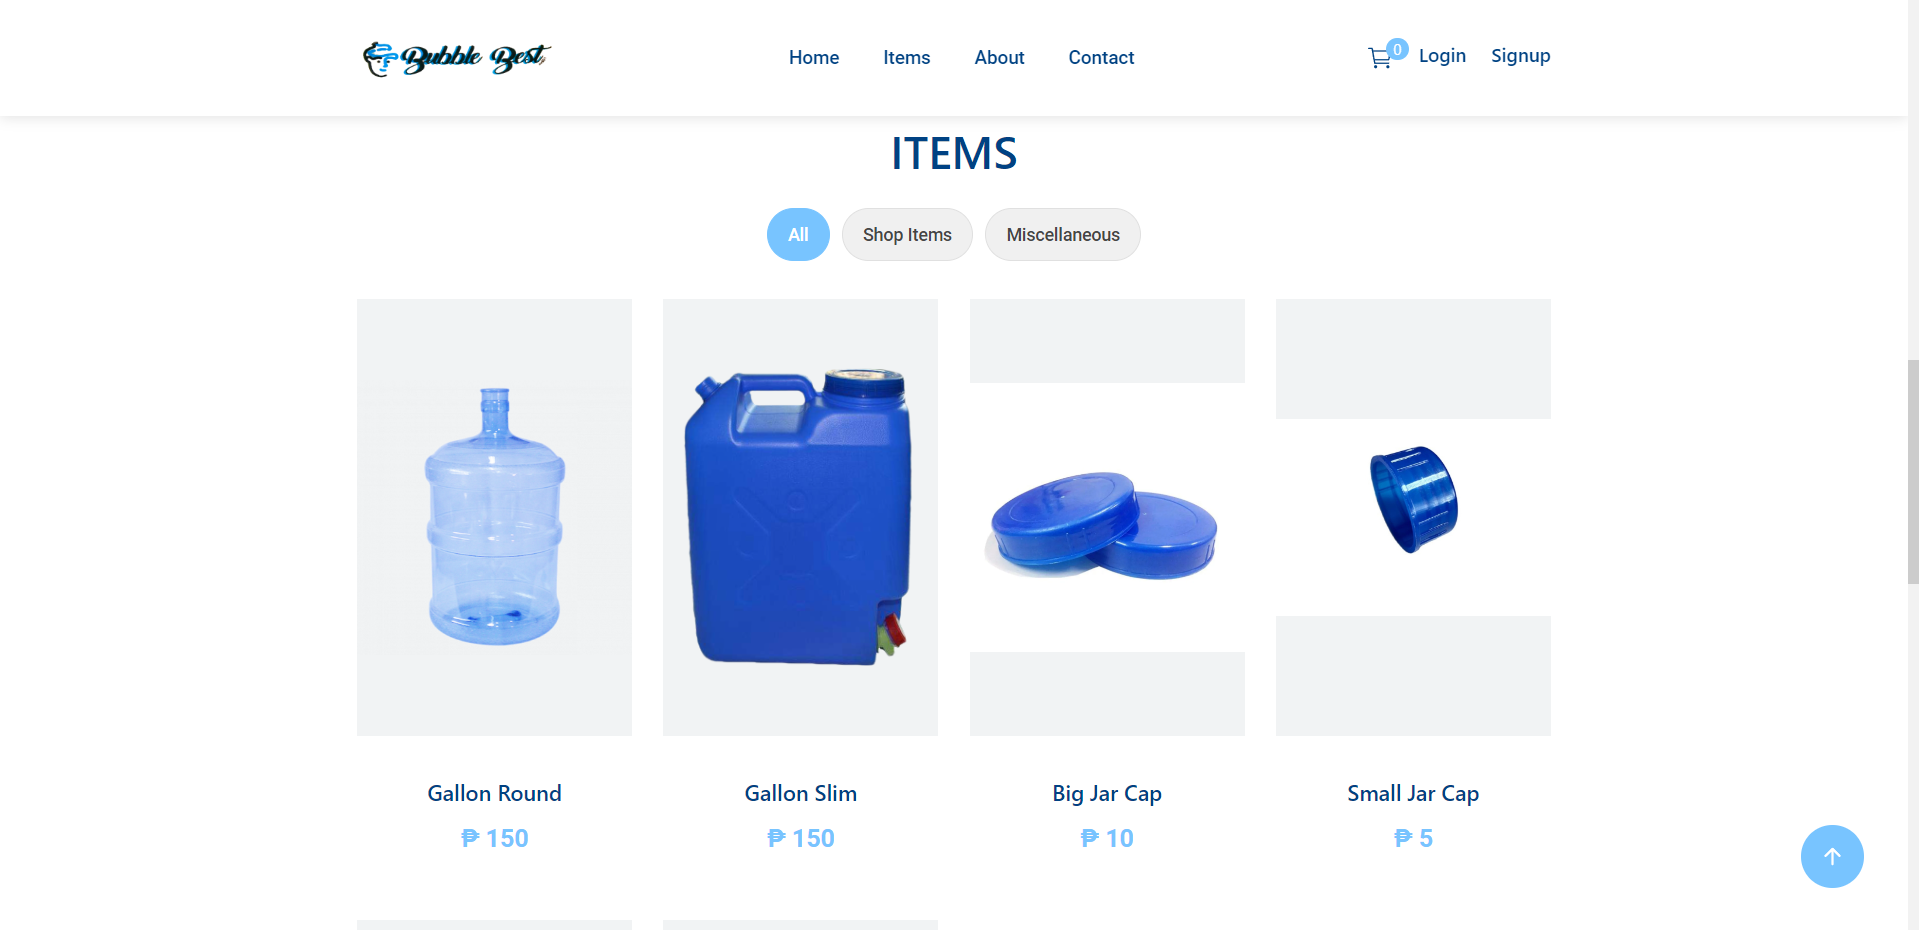 Bubble Best
Home Items About Contact
0 Login Signup
ITEMS
All Shop Items Miscellaneous
Gallon Round Gallon Slim Big Jar Cap Small Jar Cap
₱ 150 ₱ 150 ₱ 10 ₱ 5